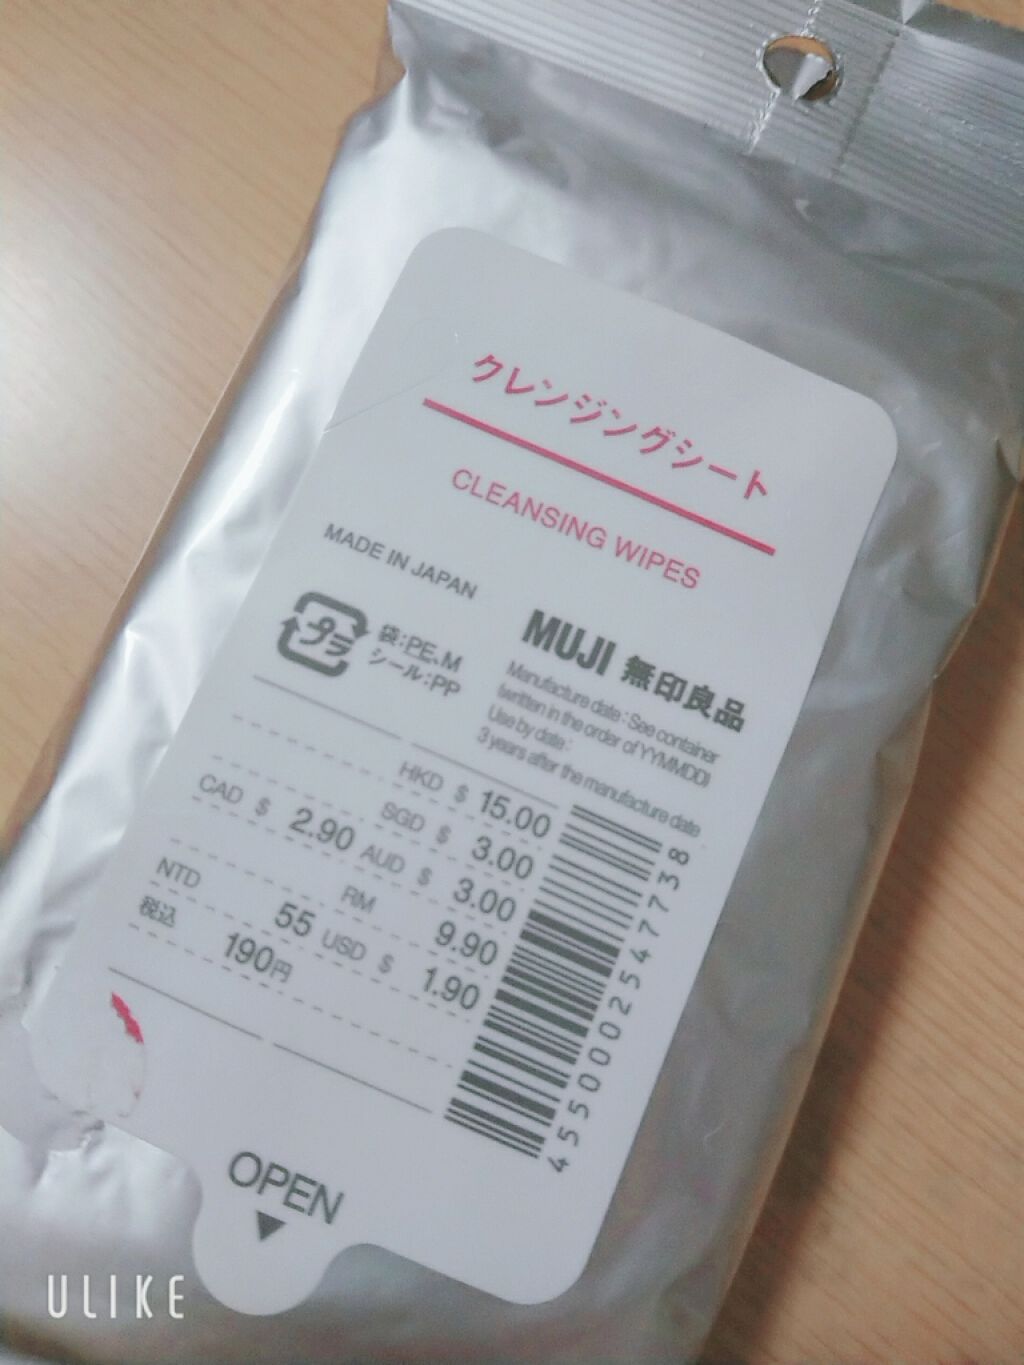 クレンジングシート
CLEANSING WIPES
MADE IN JAPAN
プラ
袋:PE、M
シール:PP
MUJI 無印良品
Manufacture date : See container
(written in the order of YYMMDD)
Use by date :
3 years after the manufacture date
HKD $ 15.00
SGD $ 3.00
CAD $ 2.90 AUD $ 3.00
RM 9.90
NTD 55 USD $ 1.90
税込 190円
4550002547738
OPEN
ULIKE